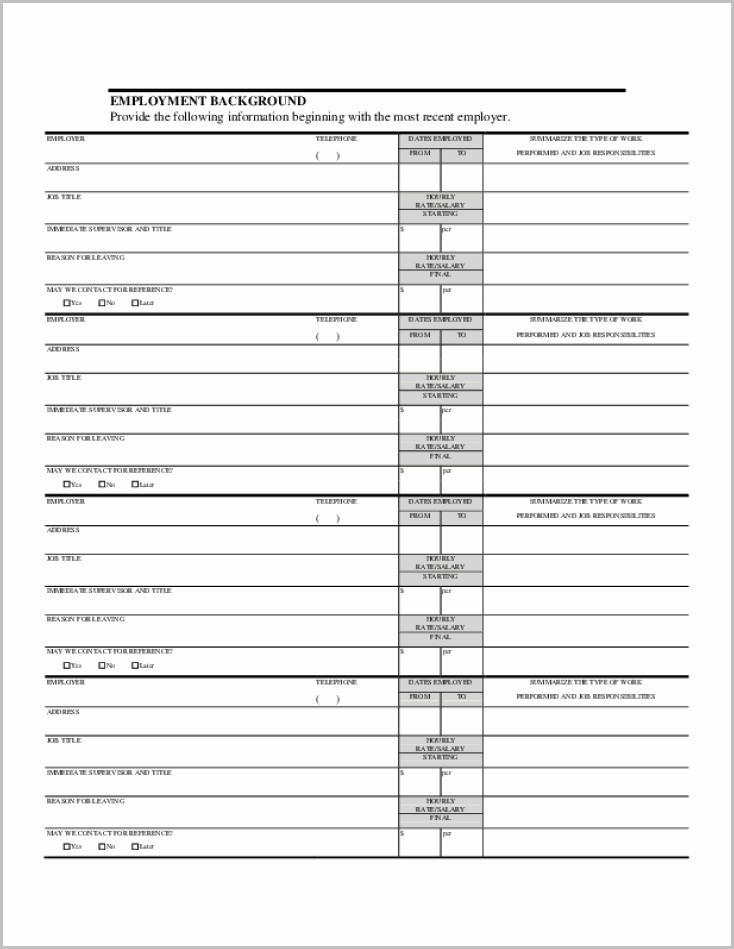 EMPLOYMENT BACKGROUND
Provide the following information beginning with the most recent employer.
EMPLOYER TELEPHONE DATES EMPLOYED SUMMARIZE THE TYPE OF WORK
( ) FROM TO PERFORMED AND JOB RESPONSIBILITIES
ADDRESS
JOB TITLE HOURLY
RATE/SALARY
STARTING
IMMEDIATE SUPERVISOR AND TITLE $ per
REASON FOR LEAVING HOURLY
RATE/SALARY
FINAL
MAY WE CONTACT FOR REFERENCE? $ per
Yes No Later
EMPLOYER TELEPHONE DATES EMPLOYED SUMMARIZE THE TYPE OF WORK
( ) FROM TO PERFORMED AND JOB RESPONSIBILITIES
ADDRESS
JOB TITLE HOURLY
RATE/SALARY
STARTING
IMMEDIATE SUPERVISOR AND TITLE $ per
REASON FOR LEAVING HOURLY
RATE/SALARY
FINAL
MAY WE CONTACT FOR REFERENCE? $ per
Yes No Later
EMPLOYER TELEPHONE DATES EMPLOYED SUMMARIZE THE TYPE OF WORK
( ) FROM TO PERFORMED AND JOB RESPONSIBILITIES
ADDRESS
JOB TITLE HOURLY
RATE/SALARY
STARTING
IMMEDIATE SUPERVISOR AND TITLE $ per
REASON FOR LEAVING HOURLY
RATE/SALARY
FINAL
MAY WE CONTACT FOR REFERENCE? $ per
Yes No Later
EMPLOYER TELEPHONE DATES EMPLOYED SUMMARIZE THE TYPE OF WORK
( ) FROM TO PERFORMED AND JOB RESPONSIBILITIES
ADDRESS
JOB TITLE HOURLY
RATE/SALARY
STARTING
IMMEDIATE SUPERVISOR AND TITLE $ per
REASON FOR LEAVING HOURLY
RATE/SALARY
FINAL
MAY WE CONTACT FOR REFERENCE? $ per
Yes No Later